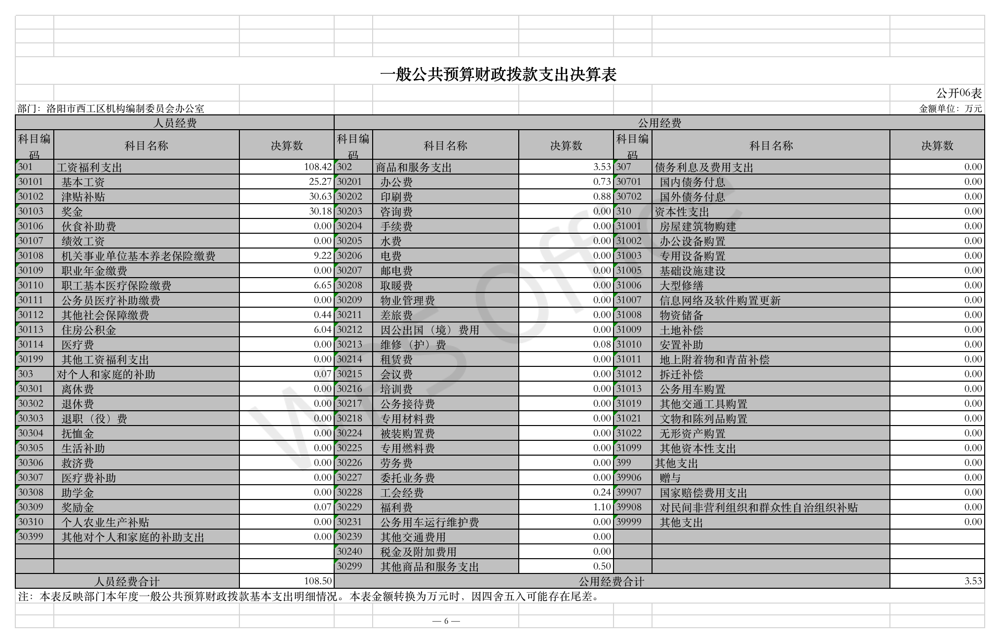 一般公共预算财政拨款支出决算表
公开06表
部门：洛阳市西工区机构编制委员会办公室 金额单位：万元
人员经费 公用经费
科目编码 科目名称 决算数 科目编码 科目名称 决算数 科目编码 科目名称 决算数
301 工资福利支出 108.42 302 商品和服务支出 3.53 307 债务利息及费用支出 0.00
30101 基本工资 25.27 30201 办公费 0.73 30701 国内债务付息 0.00
30102 津贴补贴 30.63 30202 印刷费 0.88 30702 国外债务付息 0.00
30103 奖金 30.18 30203 咨询费 0.00 310 资本性支出 0.00
30106 伙食补助费 0.00 30204 手续费 0.00 31001 房屋建筑物购建 0.00
30107 绩效工资 0.00 30205 水费 0.00 31002 办公设备购置 0.00
30108 机关事业单位基本养老保险缴费 9.22 30206 电费 0.00 31003 专用设备购置 0.00
30109 职业年金缴费 0.00 30207 邮电费 0.00 31005 基础设施建设 0.00
30110 职工基本医疗保险缴费 6.65 30208 取暖费 0.00 31006 大型修缮 0.00
30111 公务员医疗补助缴费 0.00 30209 物业管理费 0.00 31007 信息网络及软件购置更新 0.00
30112 其他社会保障缴费 0.44 30211 差旅费 0.00 31008 物资储备 0.00
30113 住房公积金 6.04 30212 因公出国（境）费用 0.00 31009 土地补偿 0.00
30114 医疗费 0.00 30213 维修（护）费 0.08 31010 安置补助 0.00
30199 其他工资福利支出 0.00 30214 租赁费 0.00 31011 地上附着物和青苗补偿 0.00
303 对个人和家庭的补助 0.07 30215 会议费 0.00 31012 拆迁补偿 0.00
30301 离休费 0.00 30216 培训费 0.00 31013 公务用车购置 0.00
30302 退休费 0.00 30217 公务接待费 0.00 31019 其他交通工具购置 0.00
30303 退职（役）费 0.00 30218 专用材料费 0.00 31021 文物和陈列品购置 0.00
30304 抚恤金 0.00 30224 被装购置费 0.00 31022 无形资产购置 0.00
30305 生活补助 0.00 30225 专用燃料费 0.00 31099 其他资本性支出 0.00
30306 救济费 0.00 30226 劳务费 0.00 399 其他支出 0.00
30307 医疗费补助 0.00 30227 委托业务费 0.00 39906 赠与 0.00
30308 助学金 0.00 30228 工会经费 0.24 39907 国家赔偿费用支出 0.00
30309 奖励金 0.07 30229 福利费 1.10 39908 对民间非营利组织和群众性自治组织补贴 0.00
30310 个人农业生产补贴 0.00 30231 公务用车运行维护费 0.00 39999 其他支出 0.00
30399 其他对个人和家庭的补助支出 0.00 30239 其他交通费用 0.00
30240 税金及附加费用 0.00
30299 其他商品和服务支出 0.50
人员经费合计 108.50 公用经费合计 3.53
注：本表反映部门本年度一般公共预算财政拨款基本支出明细情况。本表金额转换为万元时，因四舍五入可能存在尾差。
— 6 —
WPS Office